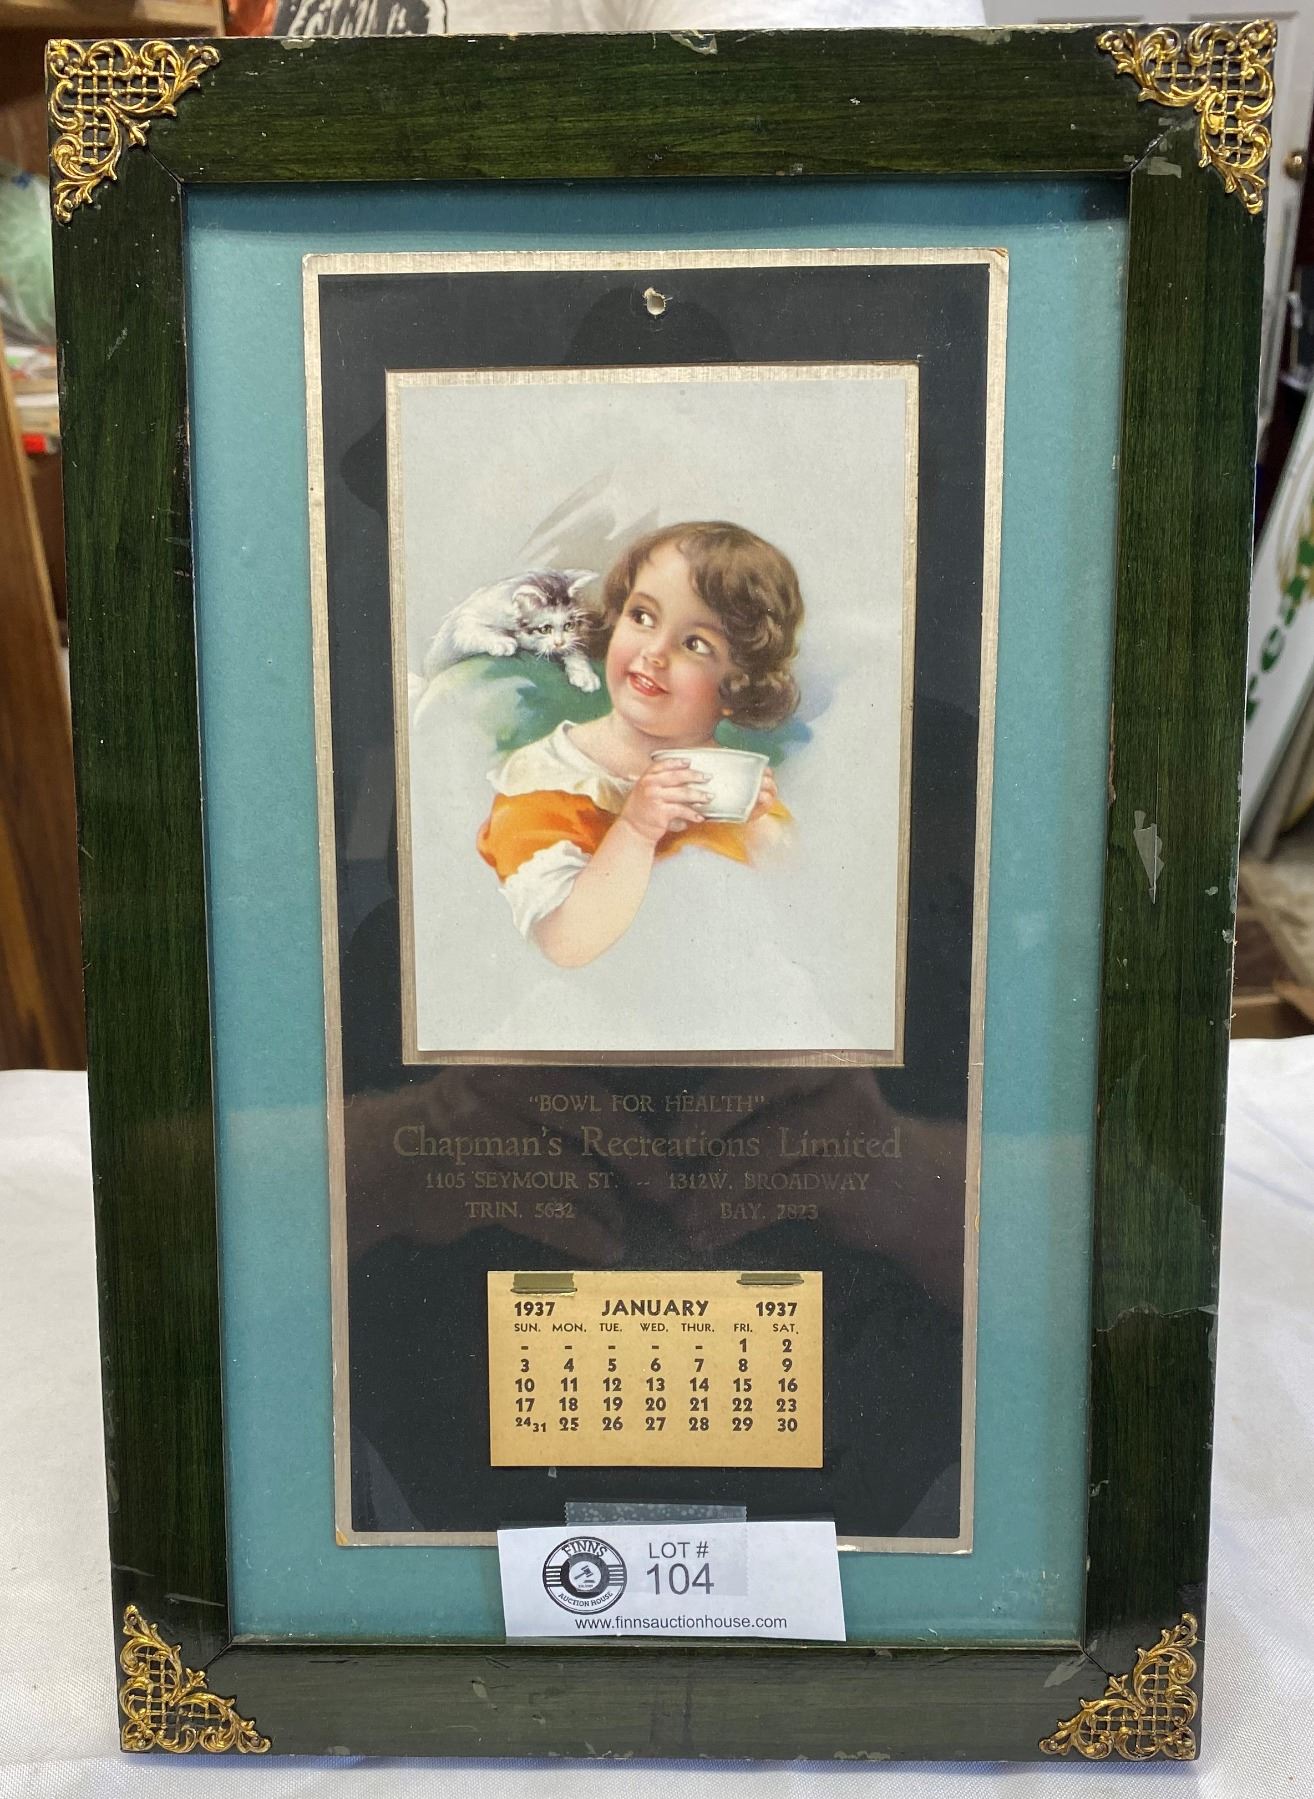 "BOWL FOR HEALTH"
Chapman's Recreations Limited
1105 SEYMOUR ST. -- 1312W. BROADWAY
TRIN. 5632 BAY. 7823
1937 JANUARY 1937
SUN. MON. TUE. WED. THUR. FRI. SAT.
- - - - - 1 2
3 4 5 6 7 8 9
10 11 12 13 14 15 16
17 18 19 20 21 22 23
24 31 25 26 27 28 29 30
FINNS
AUCTION HOUSE
LOT #
104
www.finnsauctionhouse.com